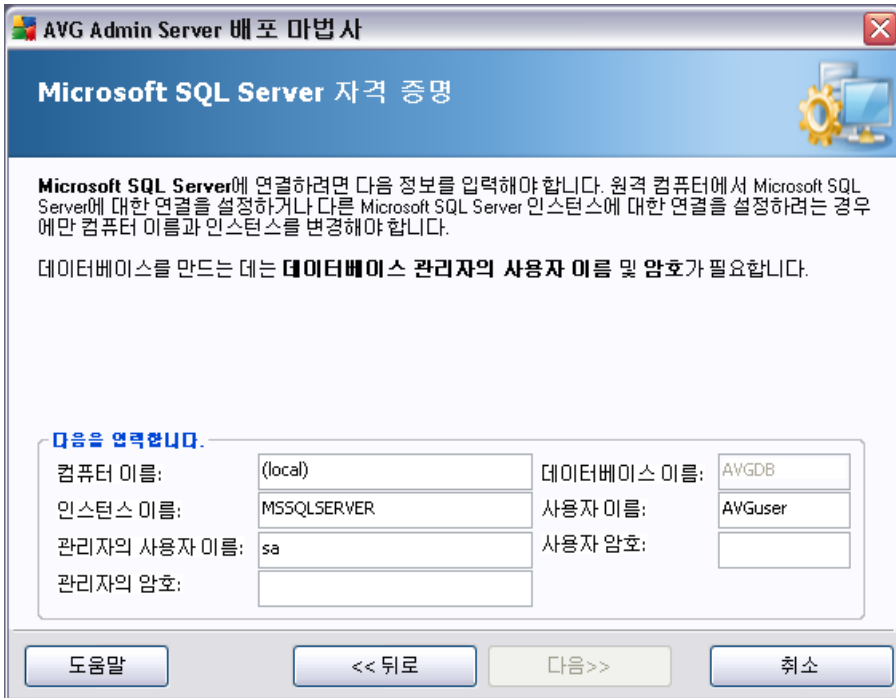 AVG Admin Server 배포 마법사
Microsoft SQL Server 자격 증명
Microsoft SQL Server에 연결하려면 다음 정보를 입력해야 합니다. 원격 컴퓨터에서 Microsoft SQL
Server에 대한 연결을 설정하거나 다른 Microsoft SQL Server 인스턴스에 대한 연결을 설정하려는 경우
에만 컴퓨터 이름과 인스턴스를 변경해야 합니다.
데이터베이스를 만드는 데는 데이터베이스 관리자의 사용자 이름 및 암호가 필요합니다.
다음을 입력합니다.
컴퓨터 이름: (local) 데이터베이스 이름: AVGDB
인스턴스 이름: MSSQLSERVER 사용자 이름: AVGuser
관리자의 사용자 이름: sa 사용자 암호:
관리자의 암호:
도움말 << 뒤로 다음>> 취소